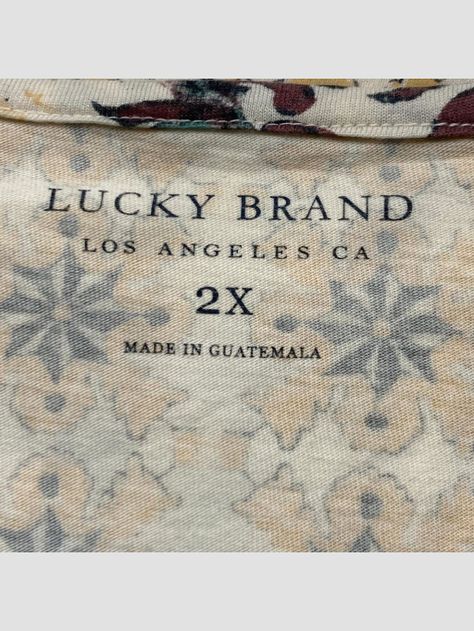 LUCKY BRAND
LOS ANGELES CA
2X
MADE IN GUATEMALA